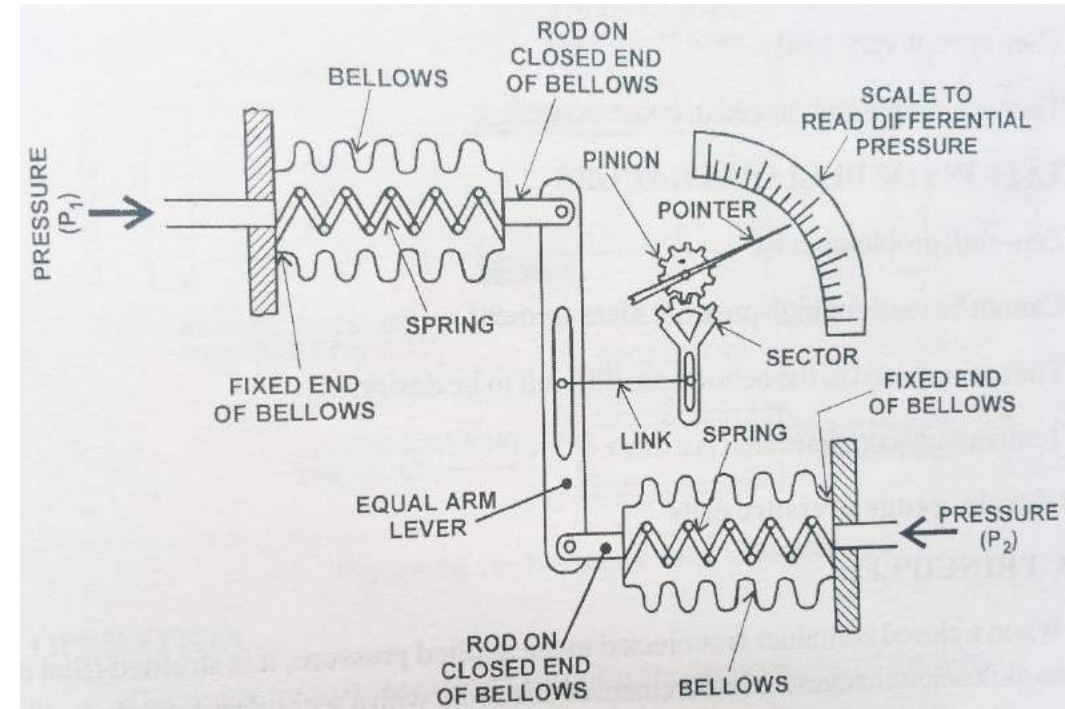 ROD ON
CLOSED END
OF BELLOWS
BELLOWS
SCALE TO
READ DIFFERENTIAL
PRESSURE
PINION
POINTER
PRESSURE
(P₁)
SPRING
SECTOR
FIXED END
OF BELLOWS
FIXED END
OF BELLOWS
LINK
SPRING
EQUAL ARM
LEVER
PRESSURE
(P₂)
ROD ON
CLOSED END
OF BELLOWS
BELLOWS